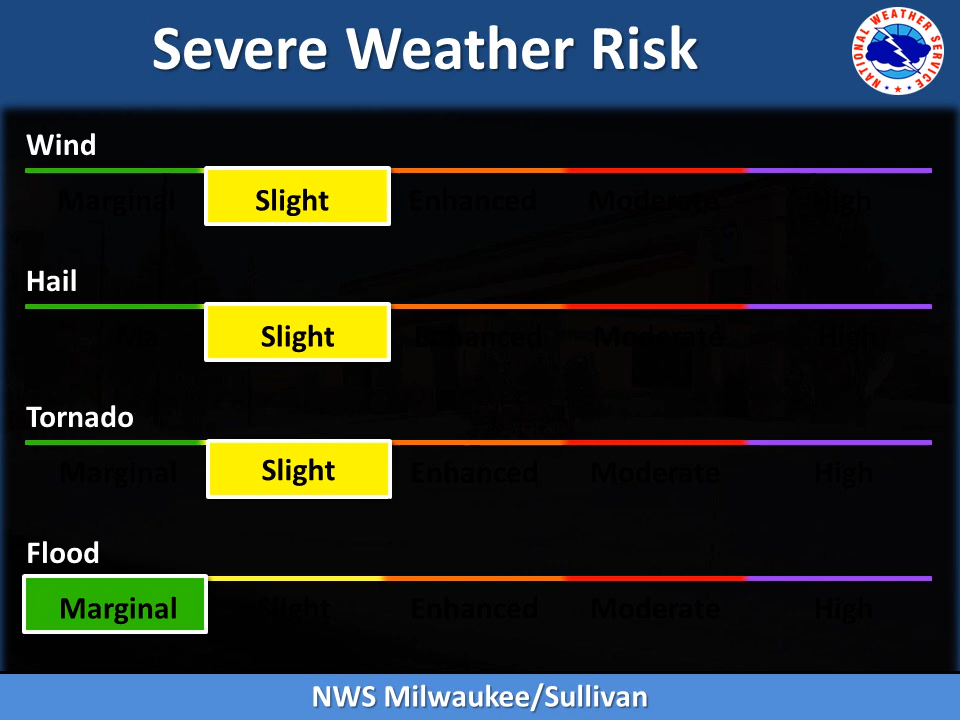 Severe Weather Risk
NATIONAL WEATHER SERVICE
Wind
Marginal Slight Enhanced Moderate High
Hail
Ma Slight Enhanced Moderate High
Tornado
Marginal Slight Enhanced Moderate High
Flood
Marginal Slight Enhanced Moderate High
NWS Milwaukee/Sullivan